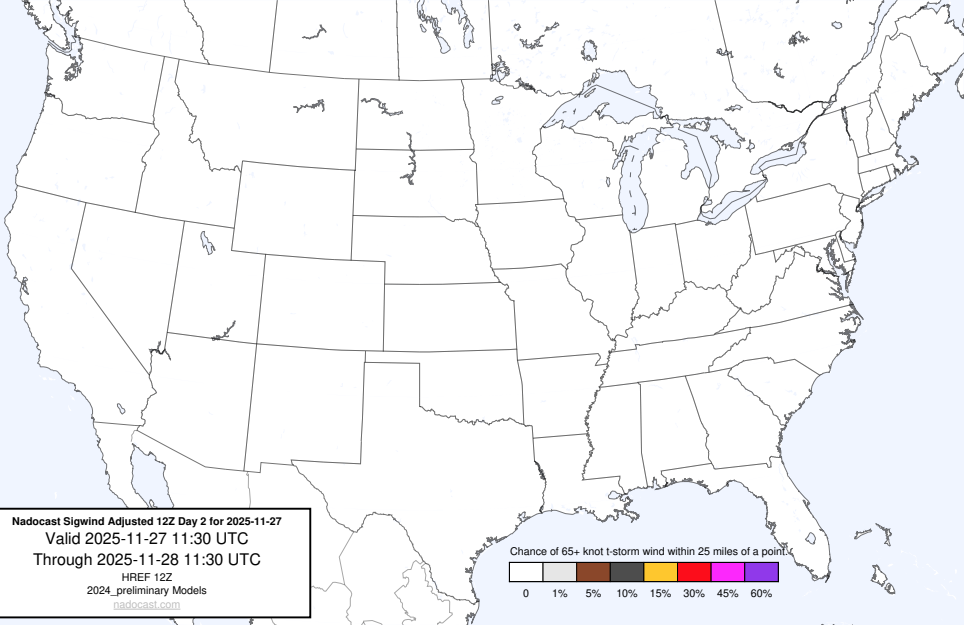 Nadocast Sigwind Adjusted 12Z Day 2 for 2025-11-27
Valid 2025-11-27 11:30 UTC
Through 2025-11-28 11:30 UTC
HREF 12Z
2024_preliminary Models
nadocast.com
Chance of 65+ knot t-storm wind within 25 miles of a point.
0 1% 5% 10% 15% 30% 45% 60%